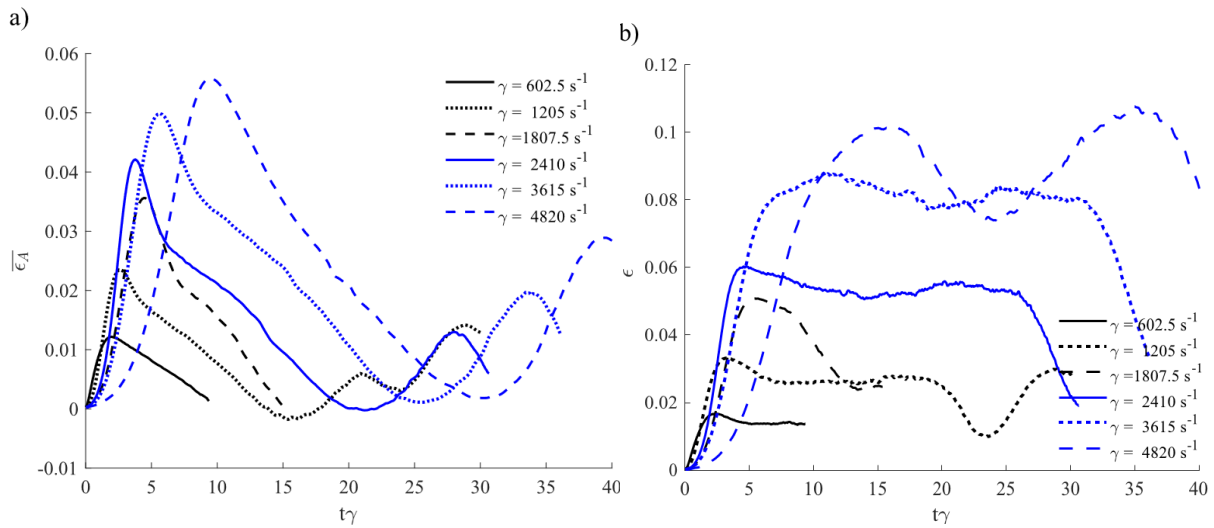 a)
0.06
0.05
0.04
0.03
0.02
0.01
0
-0.01
0 5 10 15 20 25 30 35 40
tγ
ϵ_A
γ = 602.5 s⁻¹
γ = 1205 s⁻¹
γ =1807.5 s⁻¹
γ = 2410 s⁻¹
γ = 3615 s⁻¹
γ = 4820 s⁻¹
b)
0.12
0.1
0.08
0.06
0.04
0.02
0
0 5 10 15 20 25 30 35 40
tγ
ϵ
γ = 602.5 s⁻¹
γ = 1205 s⁻¹
γ =1807.5 s⁻¹
γ = 2410 s⁻¹
γ = 3615 s⁻¹
γ = 4820 s⁻¹